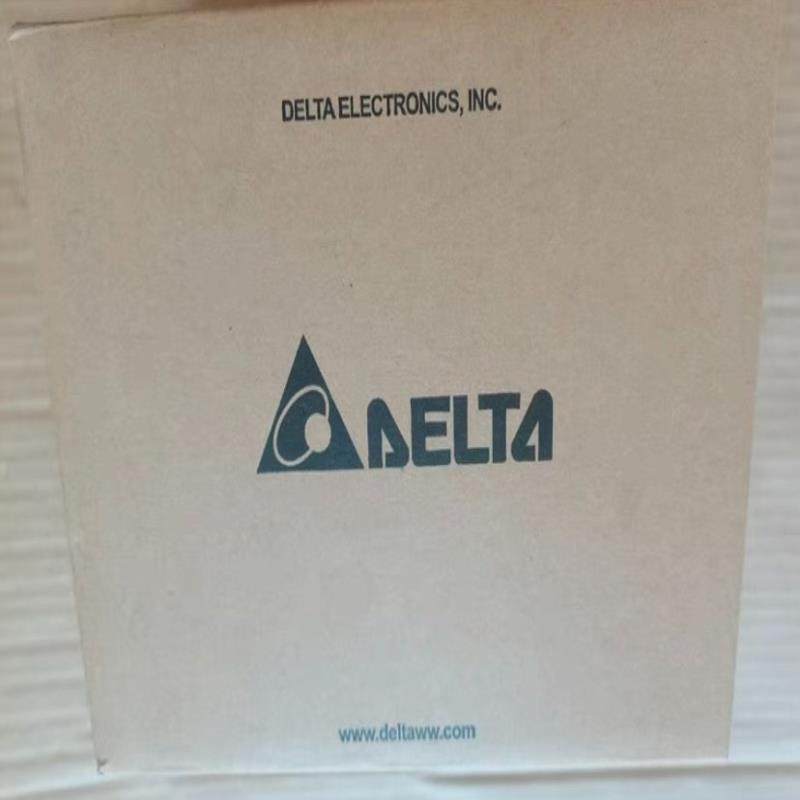 DELTA ELECTRONICS, INC.
DELTA
www.deltaww.com